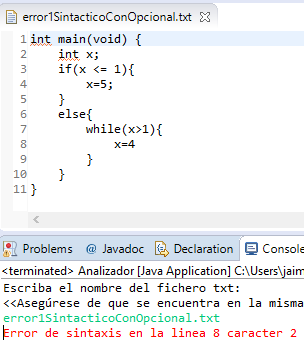 error1SintacticoConOpcional.txt
1 int main(void) {
2 int x;
3 if(x <= 1){
4 x=5;
5 }
6 else{
7 while(x>1){
8 x=4
9 }
10 }
11 }
Problems @ Javadoc Declaration Console
<terminated> Analizador [Java Application] C:\Users\jaim
Escriba el nombre del fichero txt:
<<Asegúrese de que se encuentra en la misma
error1SintacticoConOpcional.txt
Error de sintaxis en la linea 8 caracter 2